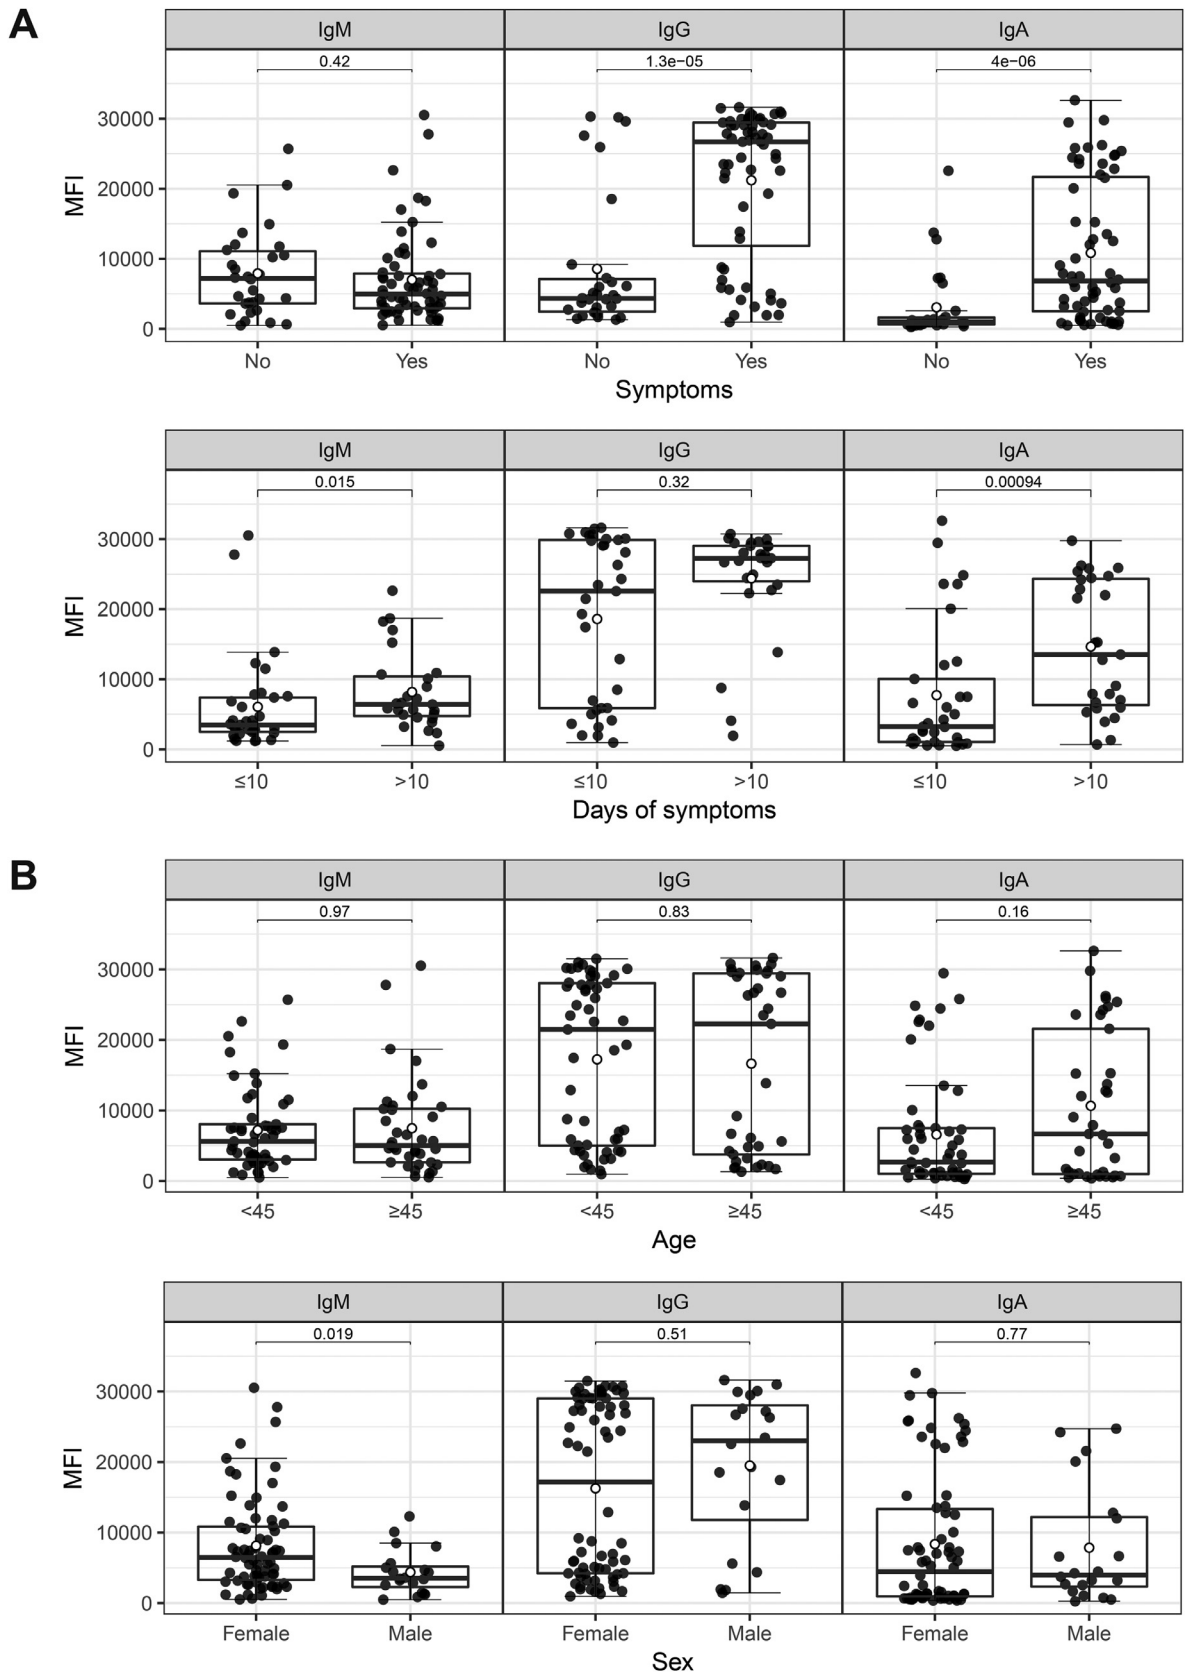 A
IgM IgG IgA
0.42 1.3e−05 4e−06
30000
20000
10000
0
MFI
No Yes No Yes No Yes
Symptoms
IgM IgG IgA
0.015 0.32 0.00094
30000
20000
10000
0
MFI
≤10 >10 ≤10 >10 ≤10 >10
Days of symptoms
B
IgM IgG IgA
0.97 0.83 0.16
30000
20000
10000
0
MFI
<45 ≥45 <45 ≥45 <45 ≥45
Age
IgM IgG IgA
0.019 0.51 0.77
30000
20000
10000
0
MFI
Female Male Female Male Female Male
Sex